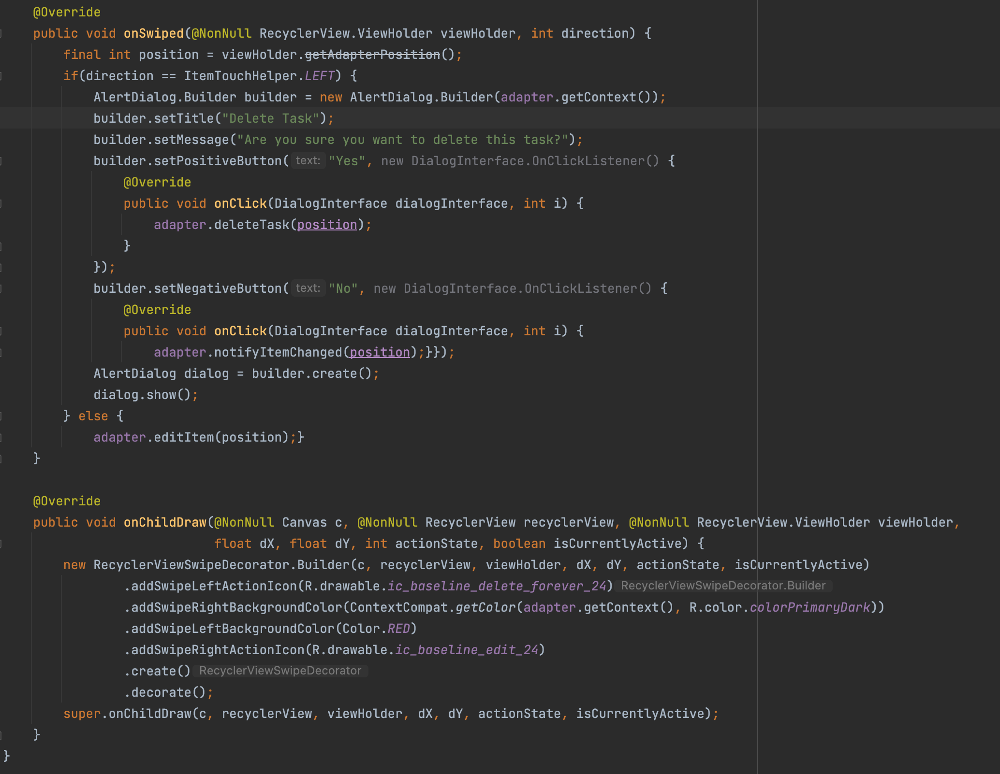 @Override
public void onSwiped(@NonNull RecyclerView.ViewHolder viewHolder, int direction) {
final int position = viewHolder.getAdapterPosition();
if(direction == ItemTouchHelper.LEFT) {
AlertDialog.Builder builder = new AlertDialog.Builder(adapter.getContext());
builder.setTitle("Delete Task");
builder.setMessage("Are you sure you want to delete this task?");
builder.setPositiveButton( text: "Yes", new DialogInterface.OnClickListener() {
@Override
public void onClick(DialogInterface dialogInterface, int i) {
adapter.deleteTask(position);
}
});
builder.setNegativeButton( text: "No", new DialogInterface.OnClickListener() {
@Override
public void onClick(DialogInterface dialogInterface, int i) {
adapter.notifyItemChanged(position);}});
AlertDialog dialog = builder.create();
dialog.show();
} else {
adapter.editItem(position);}
}
@Override
public void onChildDraw(@NonNull Canvas c, @NonNull RecyclerView recyclerView, @NonNull RecyclerView.ViewHolder viewHolder,
float dX, float dY, int actionState, boolean isCurrentlyActive) {
new RecyclerViewSwipeDecorator.Builder(c, recyclerView, viewHolder, dX, dY, actionState, isCurrentlyActive)
.addSwipeLeftActionIcon(R.drawable.ic_baseline_delete_forever_24) RecyclerViewSwipeDecorator.Builder
.addSwipeRightBackgroundColor(ContextCompat.getColor(adapter.getContext(), R.color.colorPrimaryDark))
.addSwipeLeftBackgroundColor(Color.RED)
.addSwipeRightActionIcon(R.drawable.ic_baseline_edit_24)
.create() RecyclerViewSwipeDecorator
.decorate();
super.onChildDraw(c, recyclerView, viewHolder, dX, dY, actionState, isCurrentlyActive);
}
}